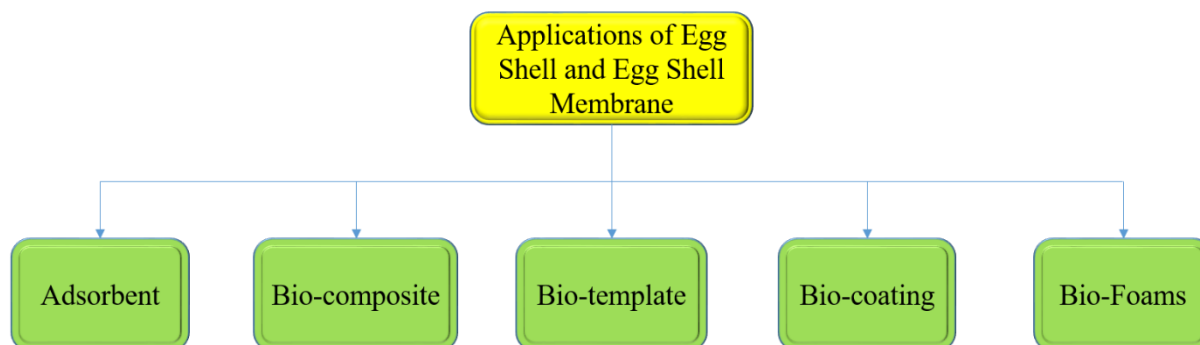 Applications of Egg
Shell and Egg Shell
Membrane
Adsorbent
Bio-composite
Bio-template
Bio-coating
Bio-Foams